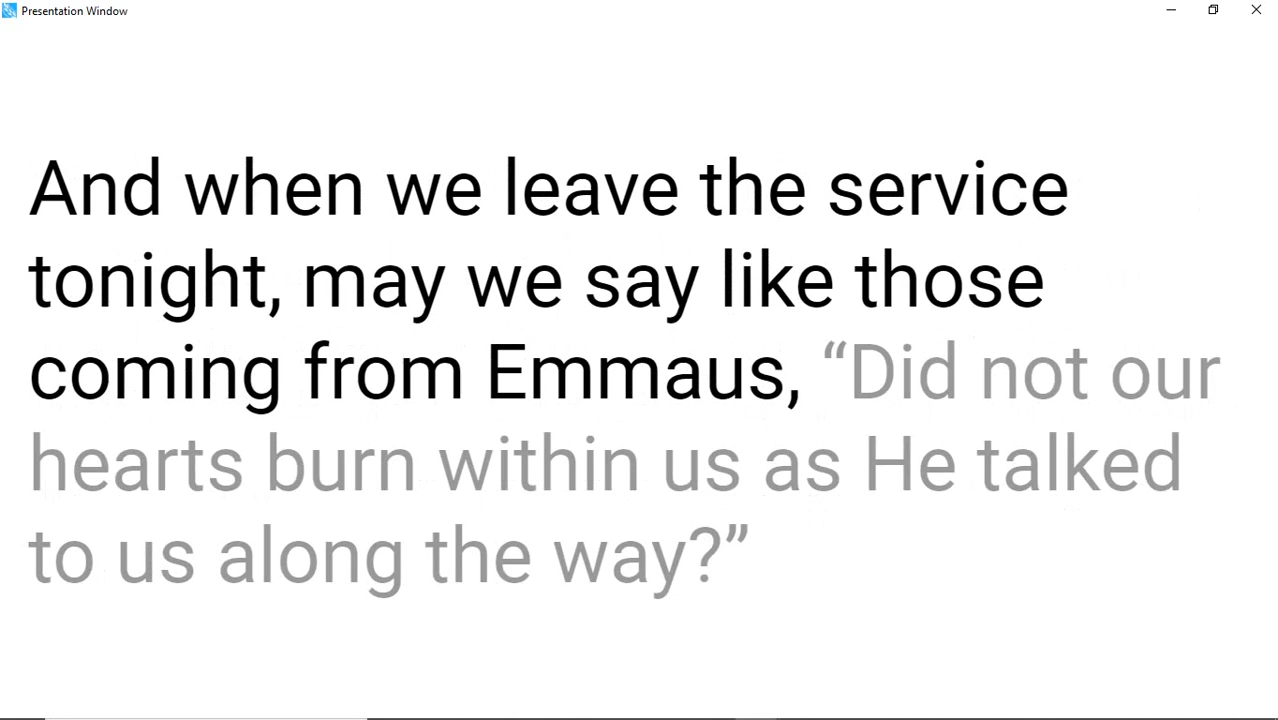 Presentation Window
And when we leave the service
tonight, may we say like those
coming from Emmaus, “Did not our
hearts burn within us as He talked
to us along the way?”